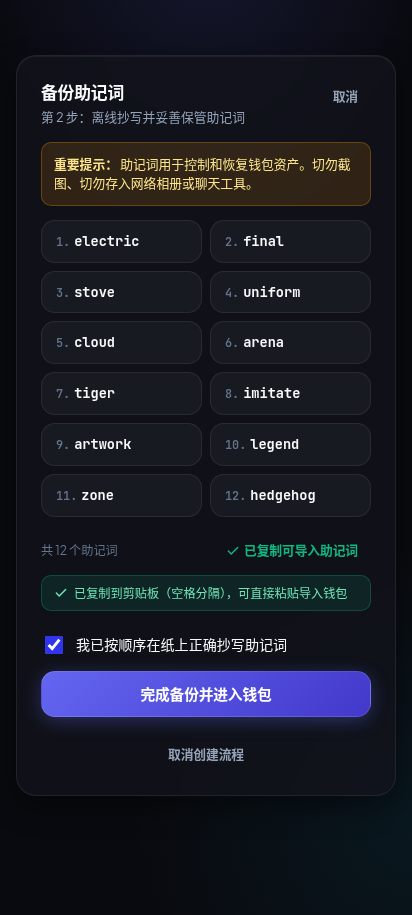 备份助记词
取消
第 2 步：离线抄写并妥善保管助记词
重要提示： 助记词用于控制和恢复钱包资产。切勿截
图、切勿存入网络相册或聊天工具。
1. electric
2. final
3. stove
4. uniform
5. cloud
6. arena
7. tiger
8. imitate
9. artwork
10. legend
11. zone
12. hedgehog
共 12 个助记词
已复制可导入助记词
已复制到剪贴板（空格分隔），可直接粘贴导入钱包
我已按顺序在纸上正确抄写助记词
完成备份并进入钱包
取消创建流程